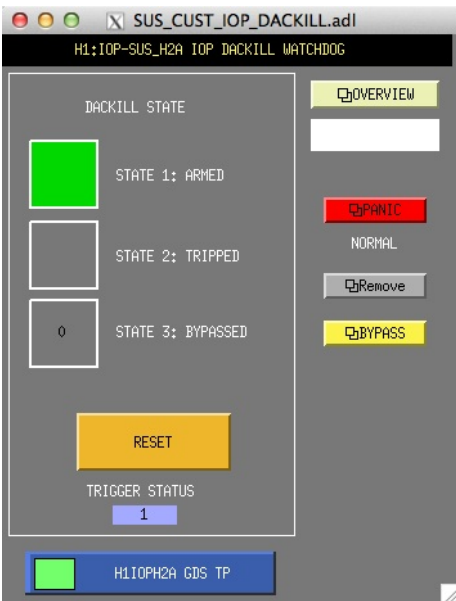 SUS_CUST_IOP_DACKILL.adl
H1:IOP-SUS_H2A IOP DACKILL WATCHDOG
DACKILL STATE
OVERVIEW
STATE 1: ARMED
PANIC
NORMAL
STATE 2: TRIPPED
Remove
0 STATE 3: BYPASSED
BYPASS
RESET
TRIGGER STATUS
1
H1IOPH2A GDS TP